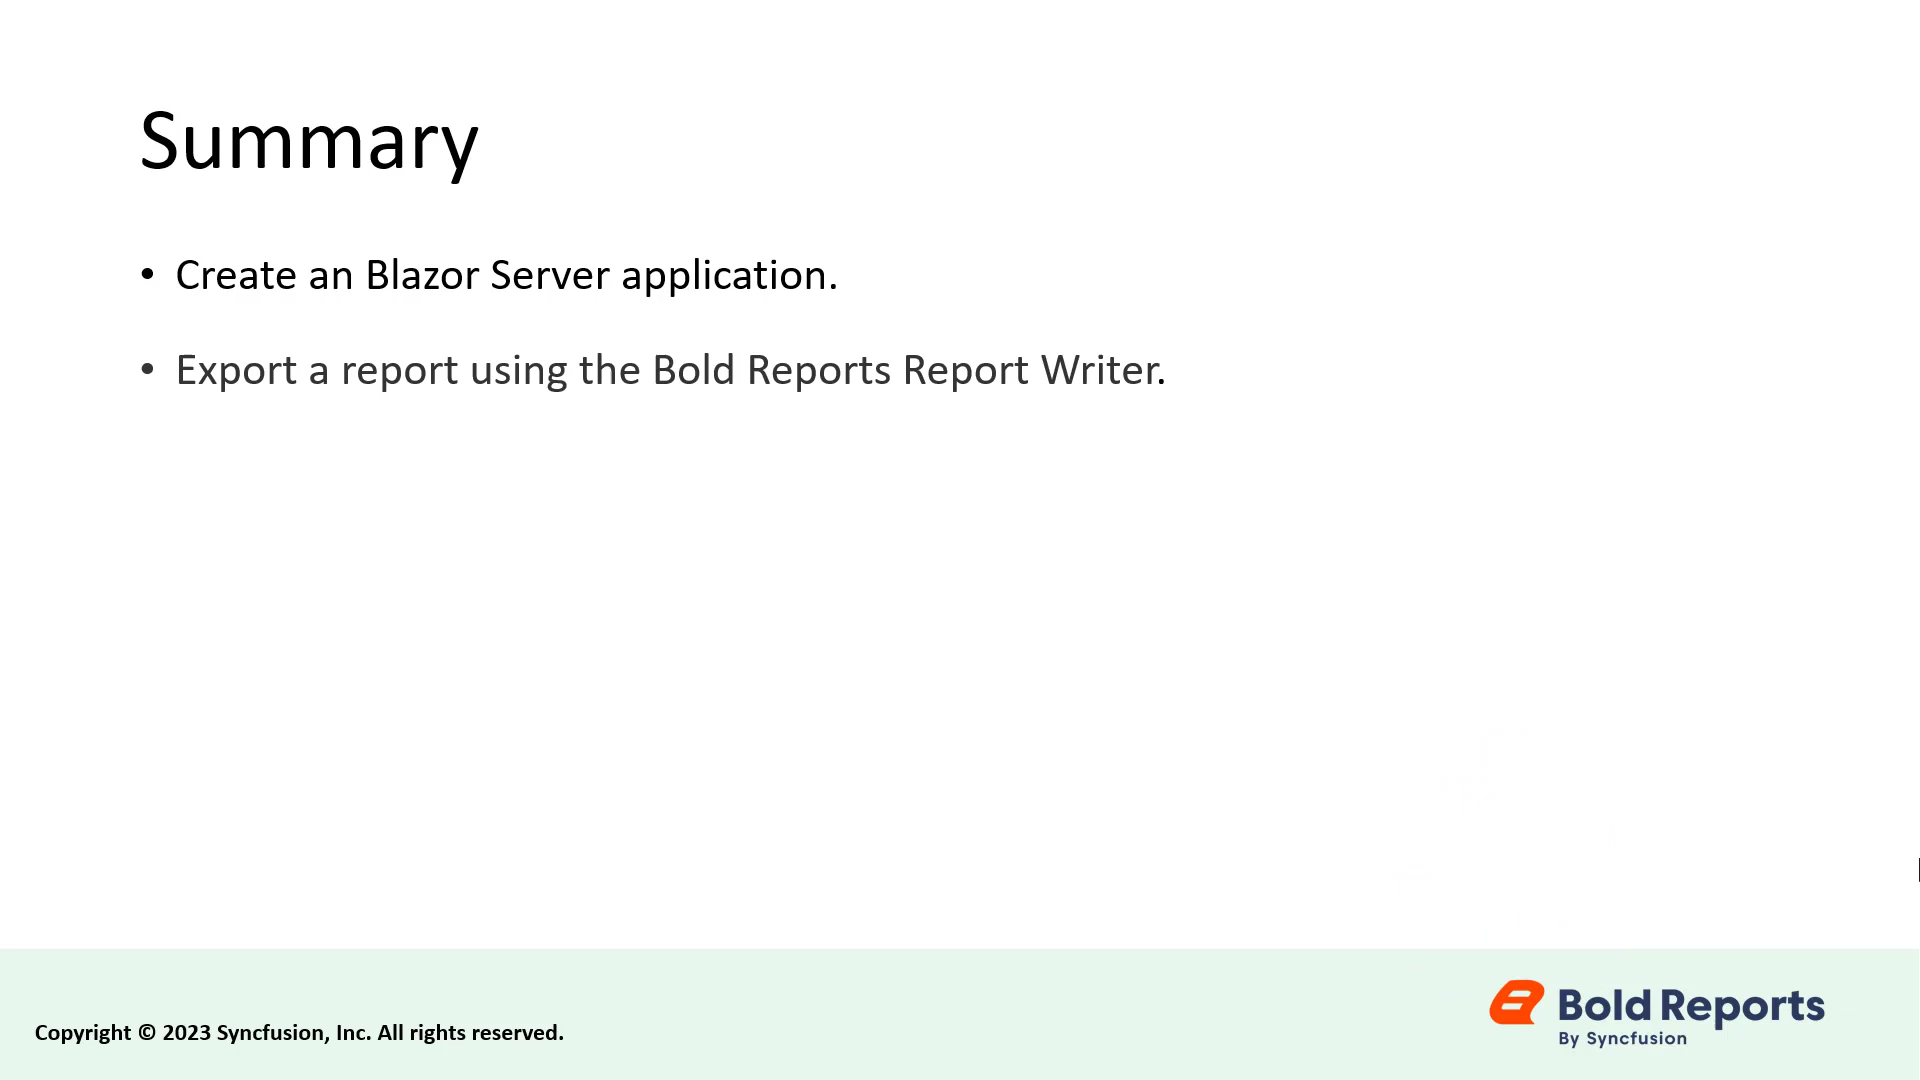 Summary
• Create an Blazor Server application.
• Export a report using the Bold Reports Report Writer.
Copyright © 2023 Syncfusion, Inc. All rights reserved.
Bold Reports
By Syncfusion